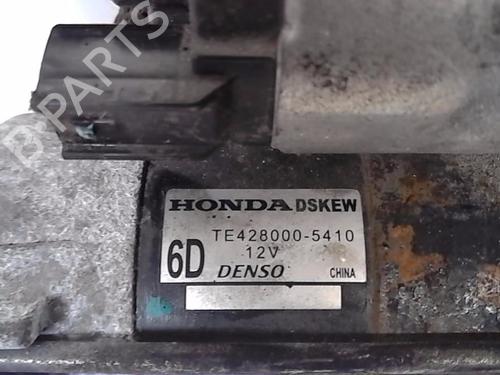 B-PARTS
HONDA DSKEW
TE428000-5410
6D 12V
DENSO CHINA